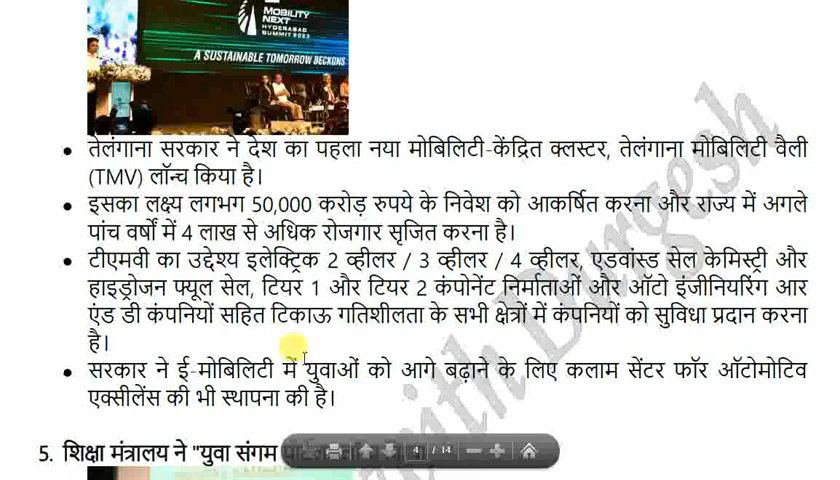 MOBILITY
NEXT
HYDERABAD
SUMMIT 2023
A SUSTAINABLE TOMORROW BECKONS
• तेलंगाना सरकार ने देश का पहला नया मोबिलिटी-केंद्रित क्लस्टर, तेलंगाना मोबिलिटी वैली
(TMV) लॉन्च किया है।
• इसका लक्ष्य लगभग 50,000 करोड़ रुपये के निवेश को आकर्षित करना और राज्य में अगले
पांच वर्षों में 4 लाख से अधिक रोजगार सृजित करना है।
• टीएमवी का उद्देश्य इलेक्ट्रिक 2 व्हीलर / 3 व्हीलर / 4 व्हीलर, एडवांस्ड सेल केमिस्ट्री और
हाइड्रोजन फ्यूल सेल, टियर 1 और टियर 2 कंपोनेंट निर्माताओं और ऑटो इंजीनियरिंग आर
एंड डी कंपनियों सहित टिकाऊ गतिशीलता के सभी क्षेत्रों में कंपनियों को सुविधा प्रदान करना
है।
• सरकार ने ई-मोबिलिटी में युवाओं को आगे बढ़ाने के लिए कलाम सेंटर फॉर ऑटोमोटिव
एक्सीलेंस की भी स्थापना की है।
5. शिक्षा मंत्रालय ने "युवा संगम
4 / 14
with Durgesh